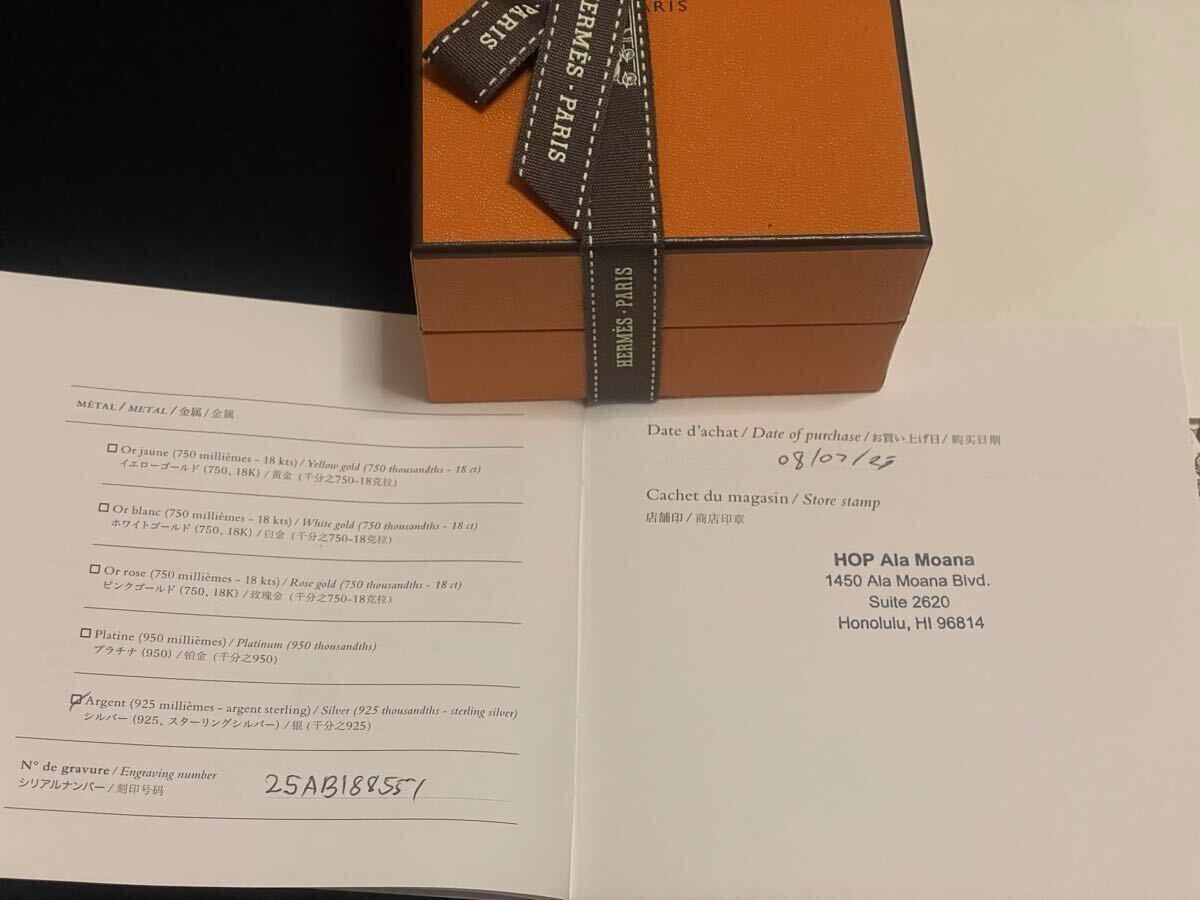 ARIS
PARIS
HERMÈS · PARIS
HERMÈS · PARIS
MÉTAL / METAL / 金属 / 金属
Or jaune (750 millièmes - 18 kts) / Yellow gold (750 thousandths - 18 ct)
イエローゴールド (750、18K) / 黄金 (千分之750-18克拉)
Or blanc (750 millièmes - 18 kts) / White gold (750 thousandths - 18 ct)
ホワイトゴールド (750、18K) / 白金 (千分之750-18克拉)
Or rose (750 millièmes - 18 kts) / Rose gold (750 thousandths - 18 ct)
ピンクゴールド (750、18K) / 玫瑰金 (千分之750-18克拉)
Platine (950 millièmes) / Platinum (950 thousandths)
プラチナ (950) / 铂金 (千分之950)
Argent (925 millièmes - argent sterling) / Silver (925 thousandths - sterling silver)
シルバー (925、スターリングシルバー) / 银 (千分之925)
N° de gravure / Engraving number
シリアルナンバー / 刻印号码
25AB188551
Date d'achat / Date of purchase / お買い上げ日 / 购买日期
08/07/25
Cachet du magasin / Store stamp
店舗印 / 商店印章
HOP Ala Moana
1450 Ala Moana Blvd.
Suite 2620
Honolulu, HI 96814